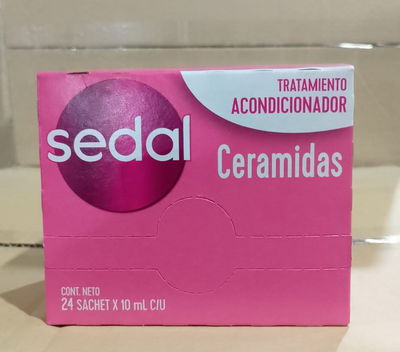 TRATAMIENTO
ACONDICIONADOR
sedal
Ceramidas
CONT. NETO
24 SACHET X 10 mL C/U